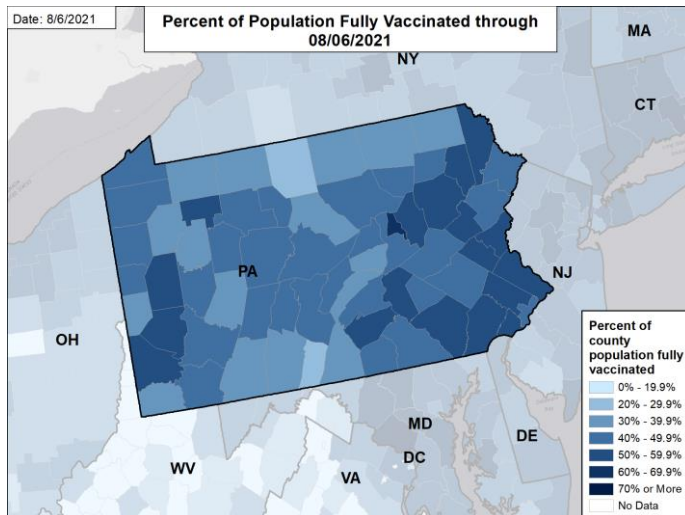 Date: 8/6/2021
Percent of Population Fully Vaccinated through
08/06/2021
NY
MA
CT
PA
NJ
OH
MD
DE
WV
DC
VA
Percent of
county
population fully
vaccinated
0% - 19.9%
20% - 29.9%
30% - 39.9%
40% - 49.9%
50% - 59.9%
60% - 69.9%
70% or More
No Data